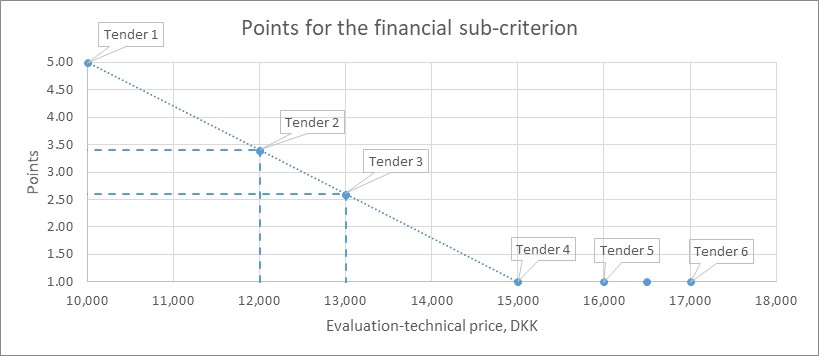 Points for the financial sub-criterion
Tender 1
Tender 2
Tender 3
Tender 4
Tender 5
Tender 6
Points
5.00
4.50
4.00
3.50
3.00
2.50
2.00
1.50
1.00
10,000 11,000 12,000 13,000 14,000 15,000 16,000 17,000 18,000
Evaluation-technical price, DKK